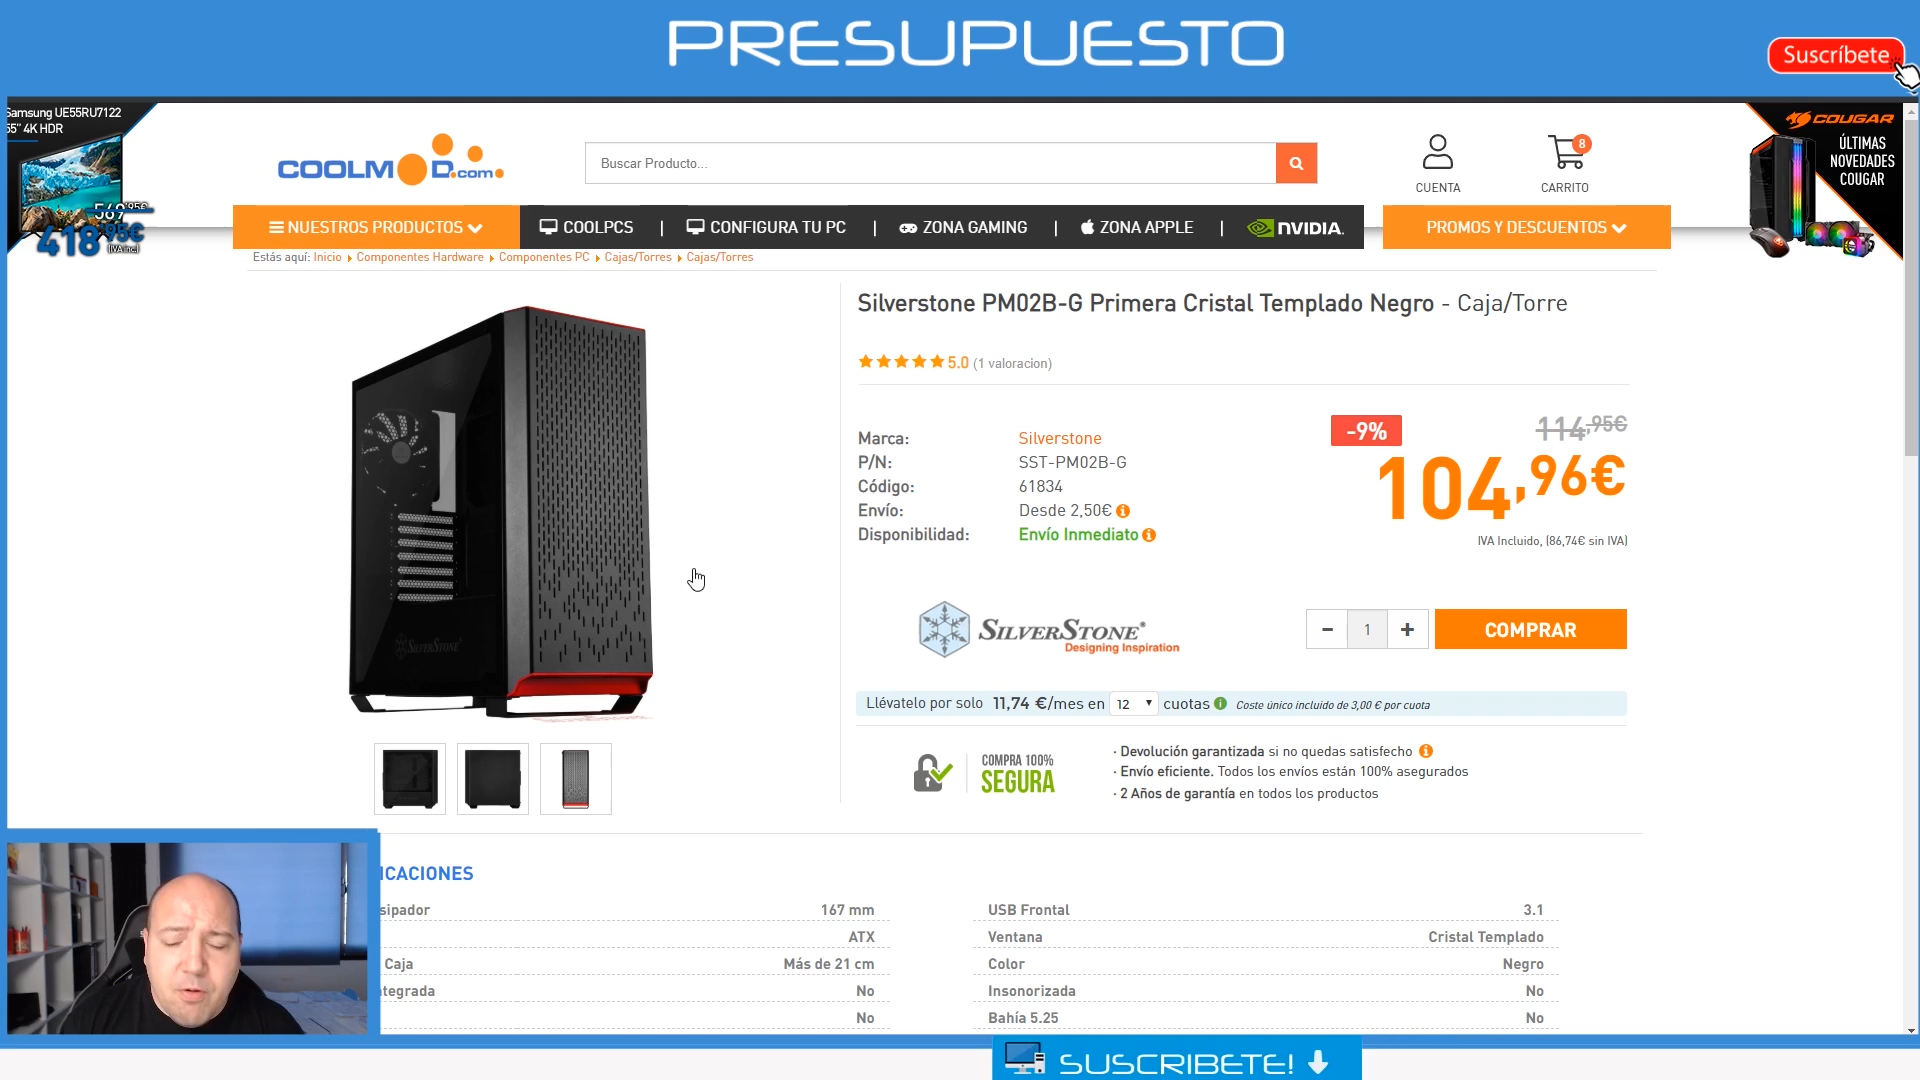 PRESUPUESTO
Suscríbete
Samsung UE55RU7122
55" 4K HDR
569,95€
418,95€
(IVA incl)
COOLMOD.com
Buscar Producto...
CUENTA
8
CARRITO
COUGAR
ÚLTIMAS
NOVEDADES
COUGAR
NUESTROS PRODUCTOS
COOLPCS | CONFIGURA TU PC | ZONA GAMING | ZONA APPLE | NVIDIA.
PROMOS Y DESCUENTOS
Estás aquí: Inicio Componentes Hardware Componentes PC Cajas/Torres Cajas/Torres
Silverstone PM02B-G Primera Cristal Templado Negro - Caja/Torre
5.0 (1 valoracion)
Marca: Silverstone
P/N: SST-PM02B-G
Código: 61834
Envío: Desde 2,50€
Disponibilidad: Envío Inmediato
-9%
114,95€
104,96€
IVA Incluido, (86,74€ sin IVA)
SILVERSTONE
SILVERSTONE®
Designing Inspiration
- 1 +
COMPRAR
Llévatelo por solo 11,74 €/mes en 12 cuotas Coste único incluido de 3,00 € por cuota
COMPRA 100%
SEGURA
· Devolución garantizada si no quedas satisfecho
· Envío eficiente. Todos los envíos están 100% asegurados
· 2 Años de garantía en todos los productos
ICACIONES
sipador 167 mm
ATX
Caja Más de 21 cm
ntegrada No
No
USB Frontal 3.1
Ventana Cristal Templado
Color Negro
Insonorizada No
Bahía 5.25 No
SUSCRIBETE!